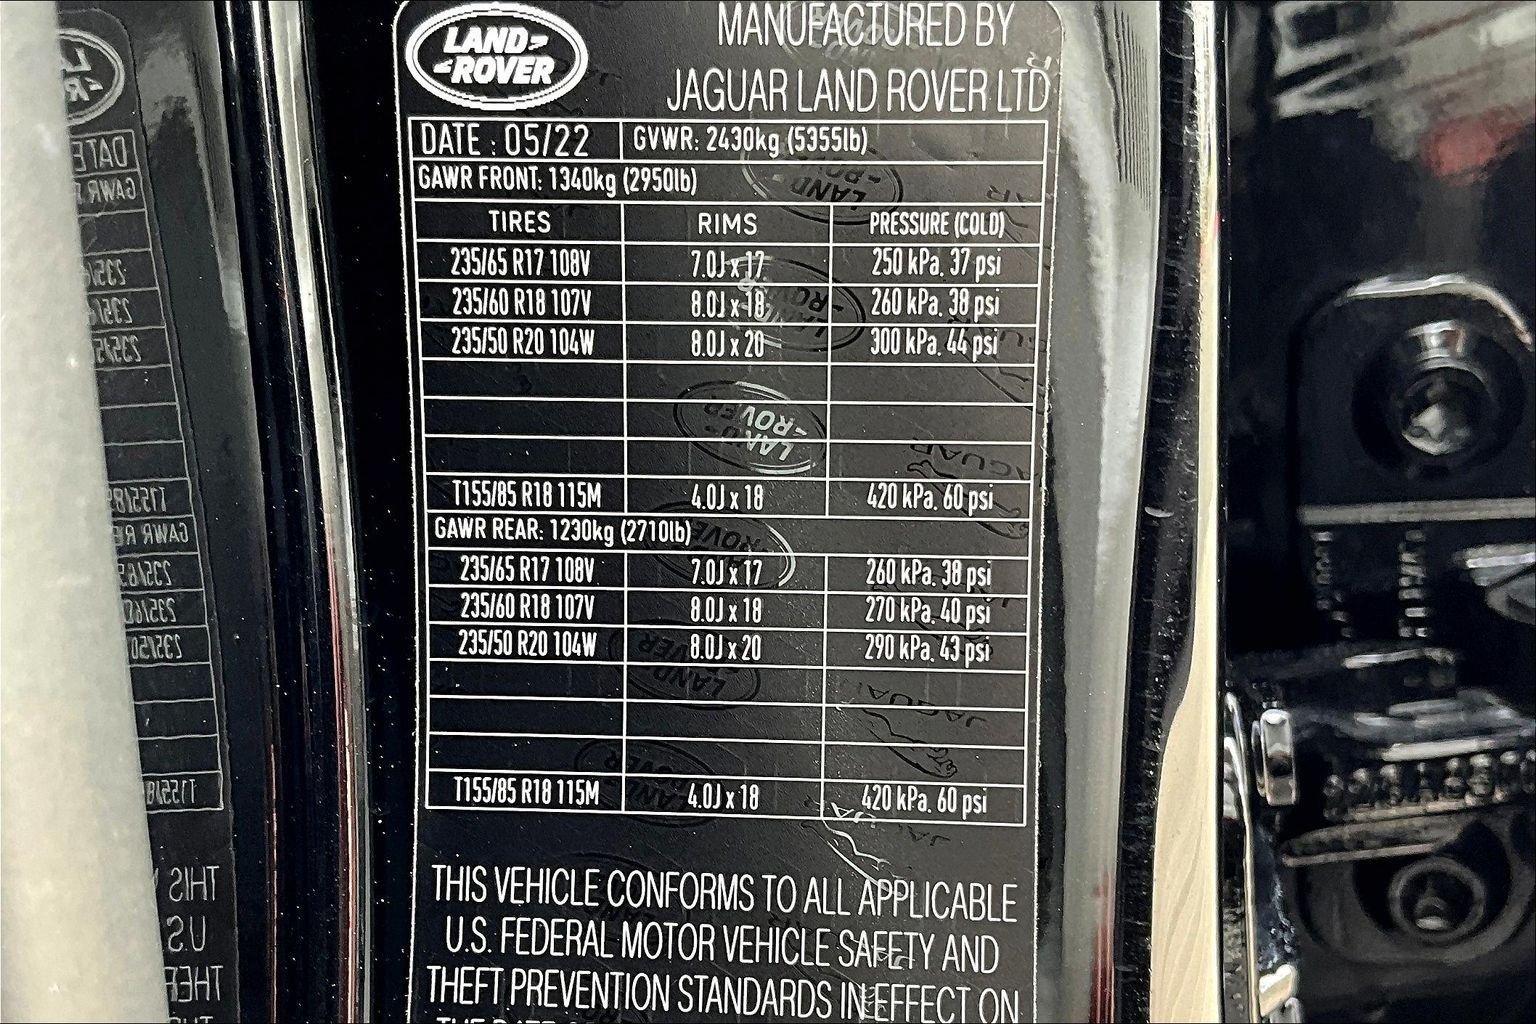 LAND
ROVER
MANUFACTURED BY
JAGUAR LAND ROVER LTD
DATE : 05/22 GVWR: 2430kg (5355lb)
GAWR FRONT: 1340kg (2950lb)
TIRES RIMS PRESSURE (COLD)
235/65 R17 108V 7.0J x 17 250 kPa. 37 psi
235/60 R18 107V 8.0J x 18 260 kPa. 38 psi
235/50 R20 104W 8.0J x 20 300 kPa. 44 psi
T155/85 R18 115M 4.0J x 18 420 kPa. 60 psi
GAWR REAR: 1230kg (2710lb)
235/65 R17 108V 7.0J x 17 260 kPa. 38 psi
235/60 R18 107V 8.0J x 18 270 kPa. 40 psi
235/50 R20 104W 8.0J x 20 290 kPa. 43 psi
T155/85 R18 115M 4.0J x 18 420 kPa. 60 psi
THIS VEHICLE CONFORMS TO ALL APPLICABLE
U.S. FEDERAL MOTOR VEHICLE SAFETY AND
THEFT PREVENTION STANDARDS IN EFFECT ON